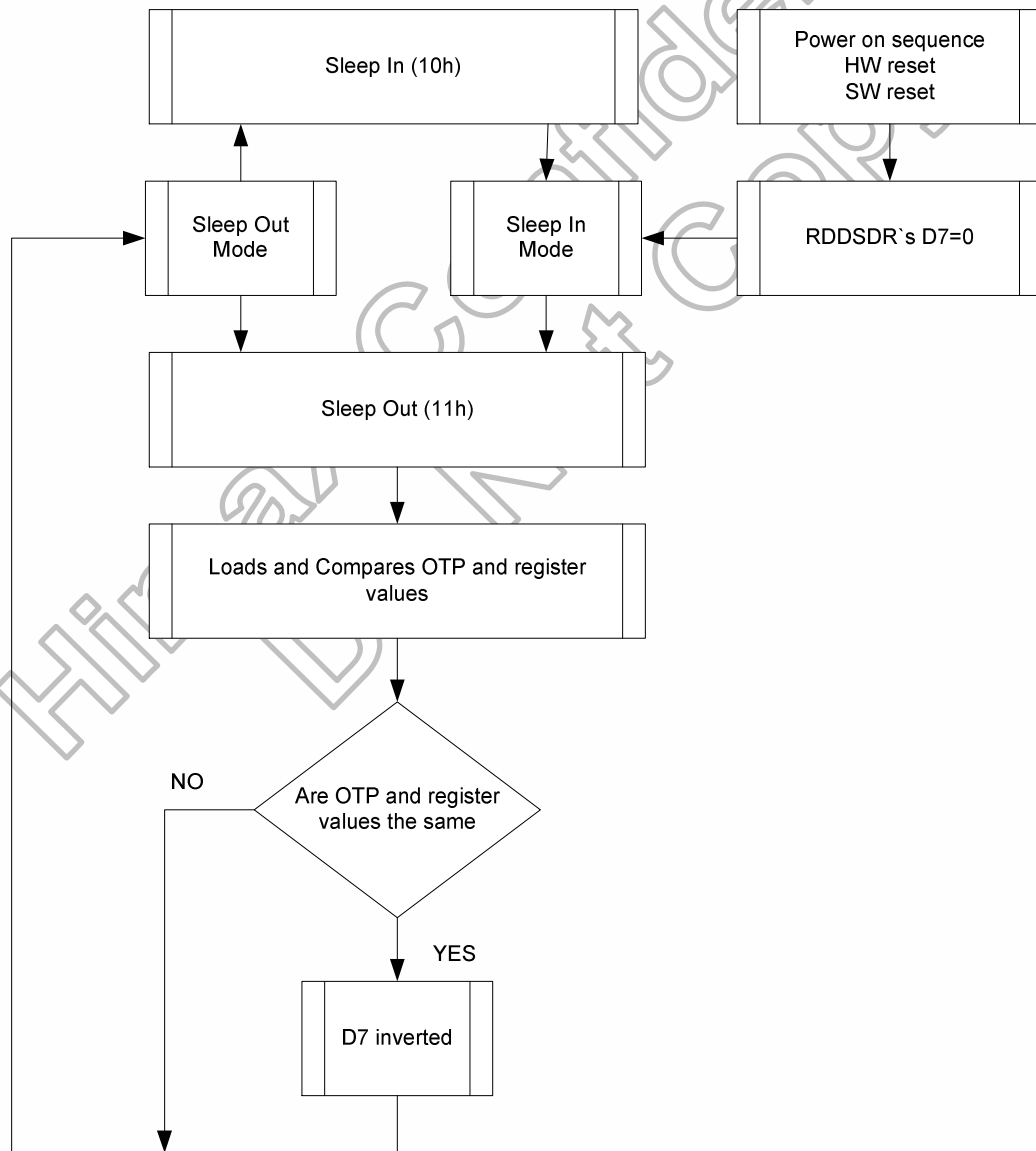 Sleep In (10h)
Power on sequence
HW reset
SW reset
Sleep Out
Mode
Sleep In
Mode
RDDSDR`s D7=0
Sleep Out (11h)
Loads and Compares OTP and register
values
Are OTP and register
values the same
NO
YES
D7 inverted